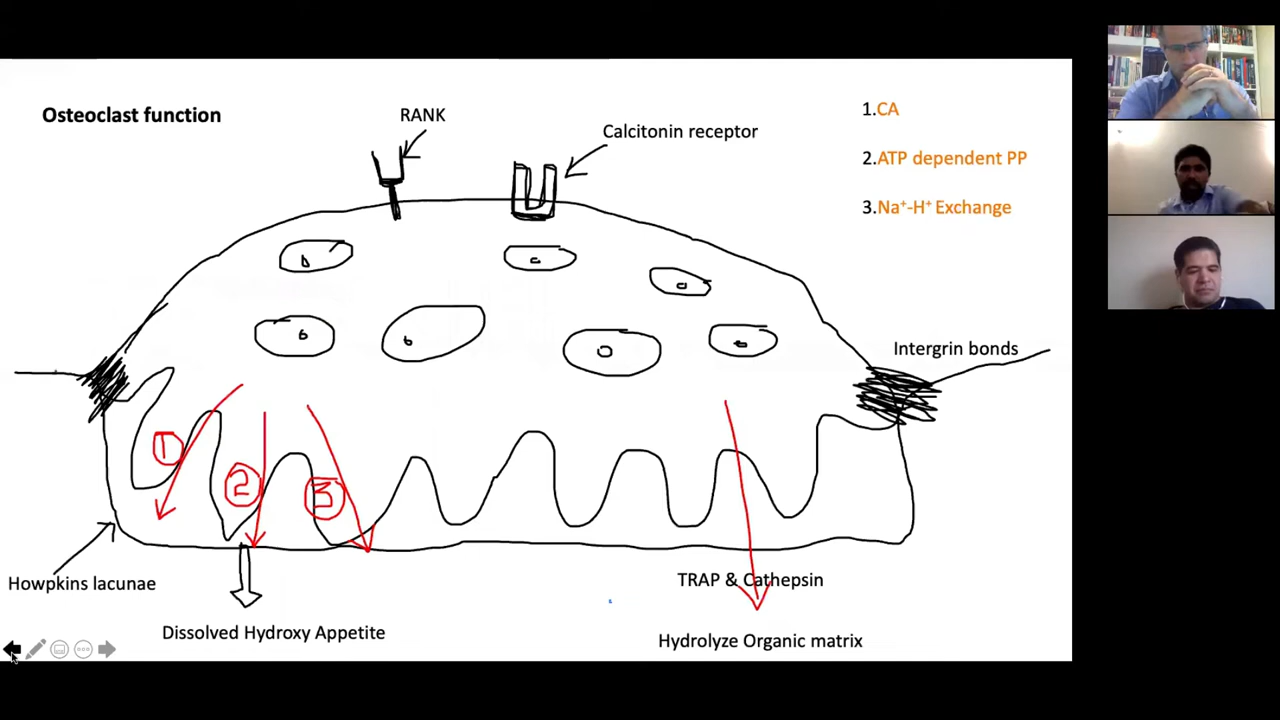 Osteoclast function
RANK
Calcitonin receptor
1.CA
2.ATP dependent PP
3.Na⁺-H⁺ Exchange
Intergrin bonds
1
2
3
Howpkins lacunae
TRAP & Cathepsin
Dissolved Hydroxy Appetite
Hydrolyze Organic matrix